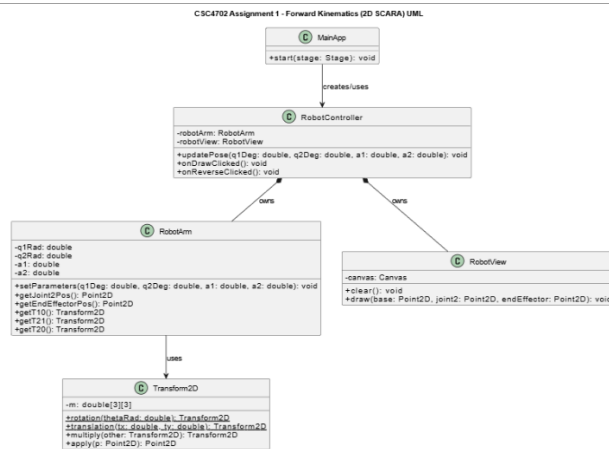 CSC4702 Assignment 1 - Forward Kinematics (2D SCARA) UML
C MainApp
+start(stage: Stage): void
creates/uses
C RobotController
-robotArm: RobotArm
-robotView: RobotView
+updatePose(q1Deg: double, q2Deg: double, a1: double, a2: double): void
+onDrawClicked(): void
+onReverseClicked(): void
owns
owns
C RobotArm
-q1Rad: double
-q2Rad: double
-a1: double
-a2: double
+setParameters(q1Deg: double, q2Deg: double, a1: double, a2: double): void
+getJoint2Pos(): Point2D
+getEndEffectorPos(): Point2D
+getT10(): Transform2D
+getT21(): Transform2D
+getT20(): Transform2D
C RobotView
-canvas: Canvas
+clear(): void
+draw(base: Point2D, joint2: Point2D, endEffector: Point2D): void
uses
C Transform2D
-m: double[3][3]
+rotation(thetaRad: double): Transform2D
+translation(tx: double, ty: double): Transform2D
+multiply(other: Transform2D): Transform2D
+apply(p: Point2D): Point2D